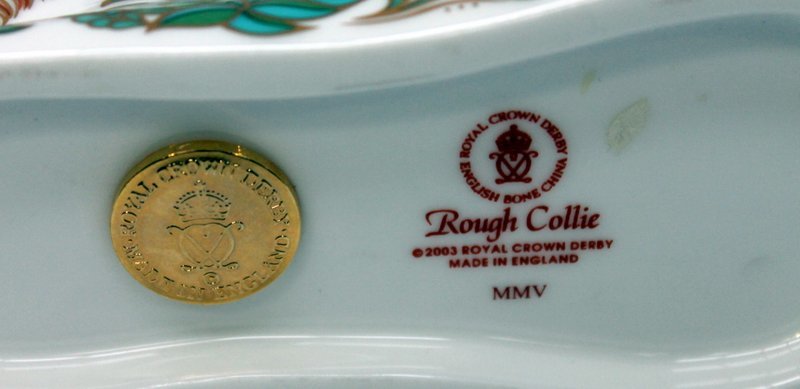 ROYAL CROWN DERBY
MADE IN ENGLAND
ROYAL CROWN DERBY
ENGLISH BONE CHINA
Rough Collie
©2003 ROYAL CROWN DERBY
MADE IN ENGLAND
MMV